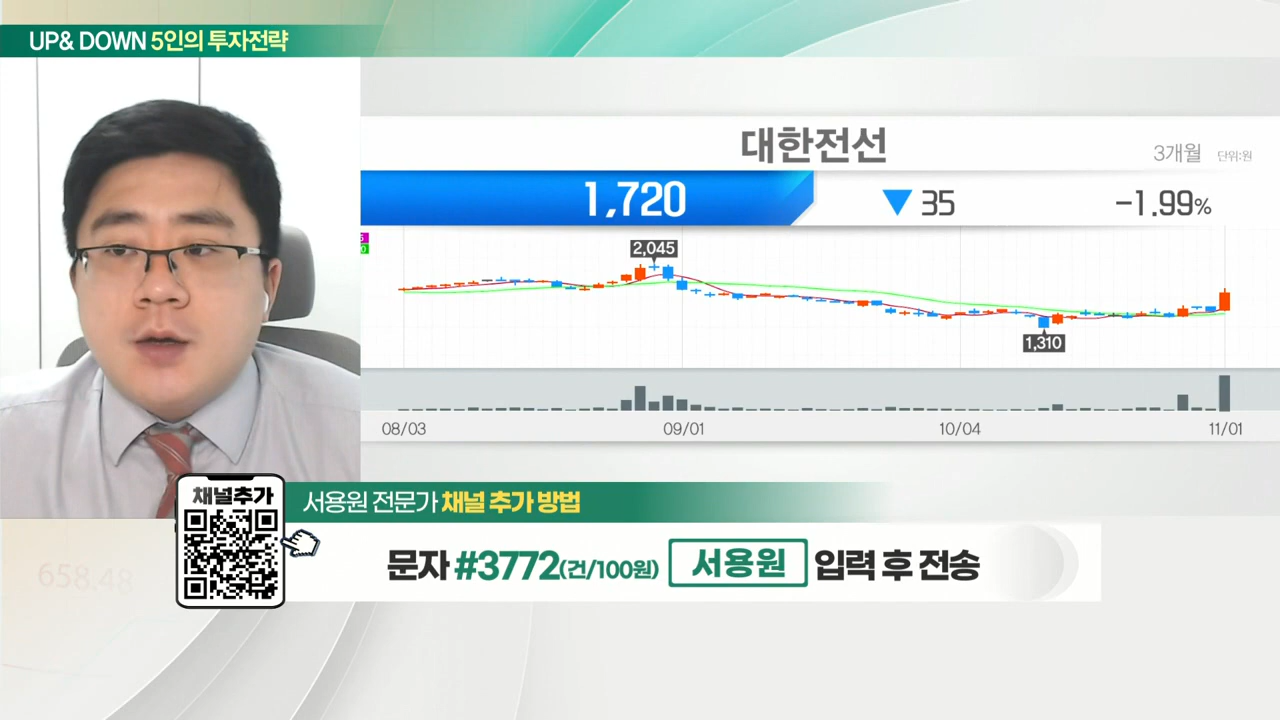 UP& DOWN 5인의 투자전략
대한전선
3개월 단위:원
1,720 ▼ 35 -1.99%
2,045
1,310
08/03 09/01 10/04 11/01
채널추가
서용원 전문가 채널 추가 방법
문자 #3772(건/100원) 서용원 입력 후 전송
658.48